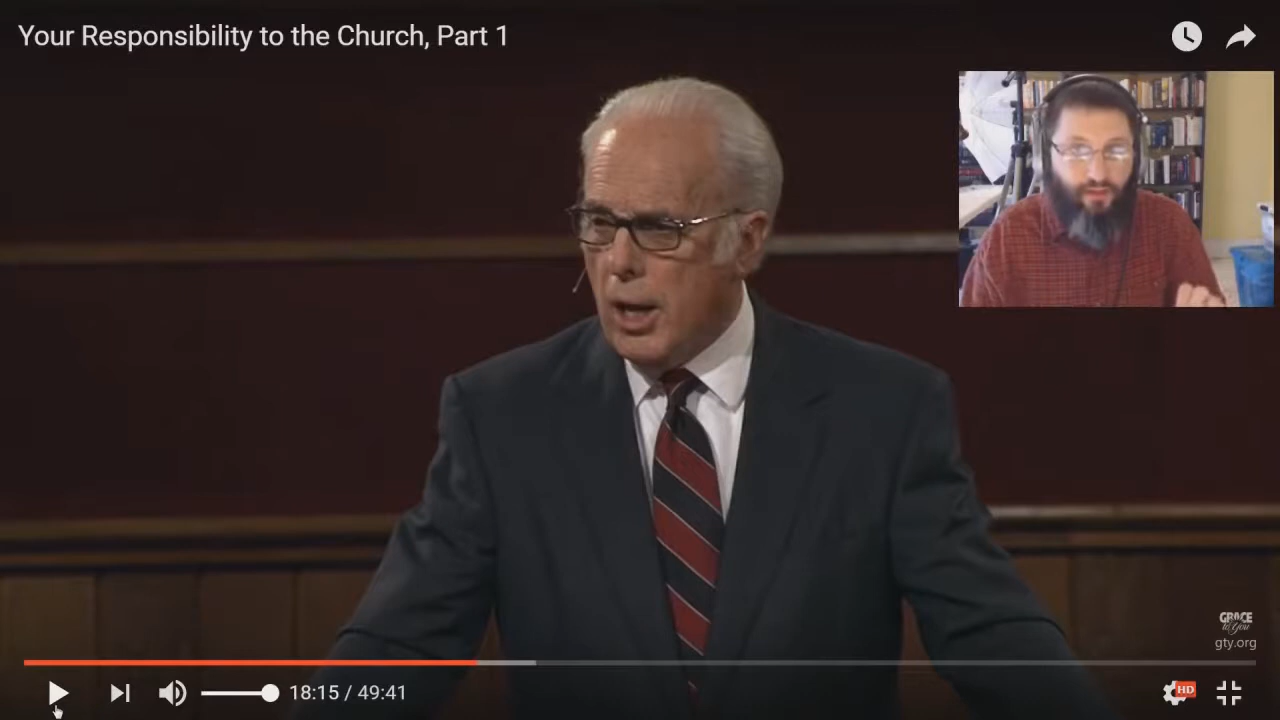 Your Responsibility to the Church, Part 1
GRACE
to You
gty.org
18:15 / 49:41
HD